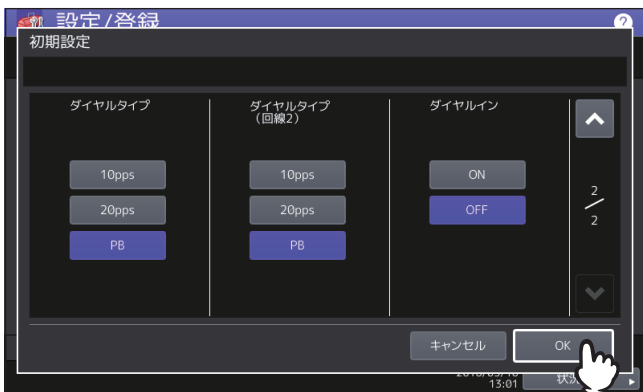 設定/登録
?
初期設定
ダイヤルタイプ
ダイヤルタイプ
(回線2)
ダイヤルイン
10pps
10pps
ON
20pps
20pps
OFF
PB
PB
2
2
キャンセル
OK
13:01